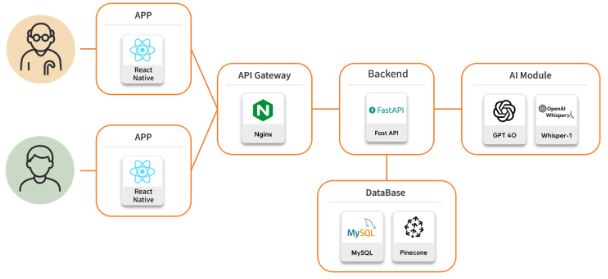 APP
React
Native
APP
React
Native
API Gateway
Nginx
Backend
FastAPI
Fast API
AI Module
GPT 4O
OpenAI
Whisper
Whisper-1
DataBase
MySQL
MySQL
Pinecone